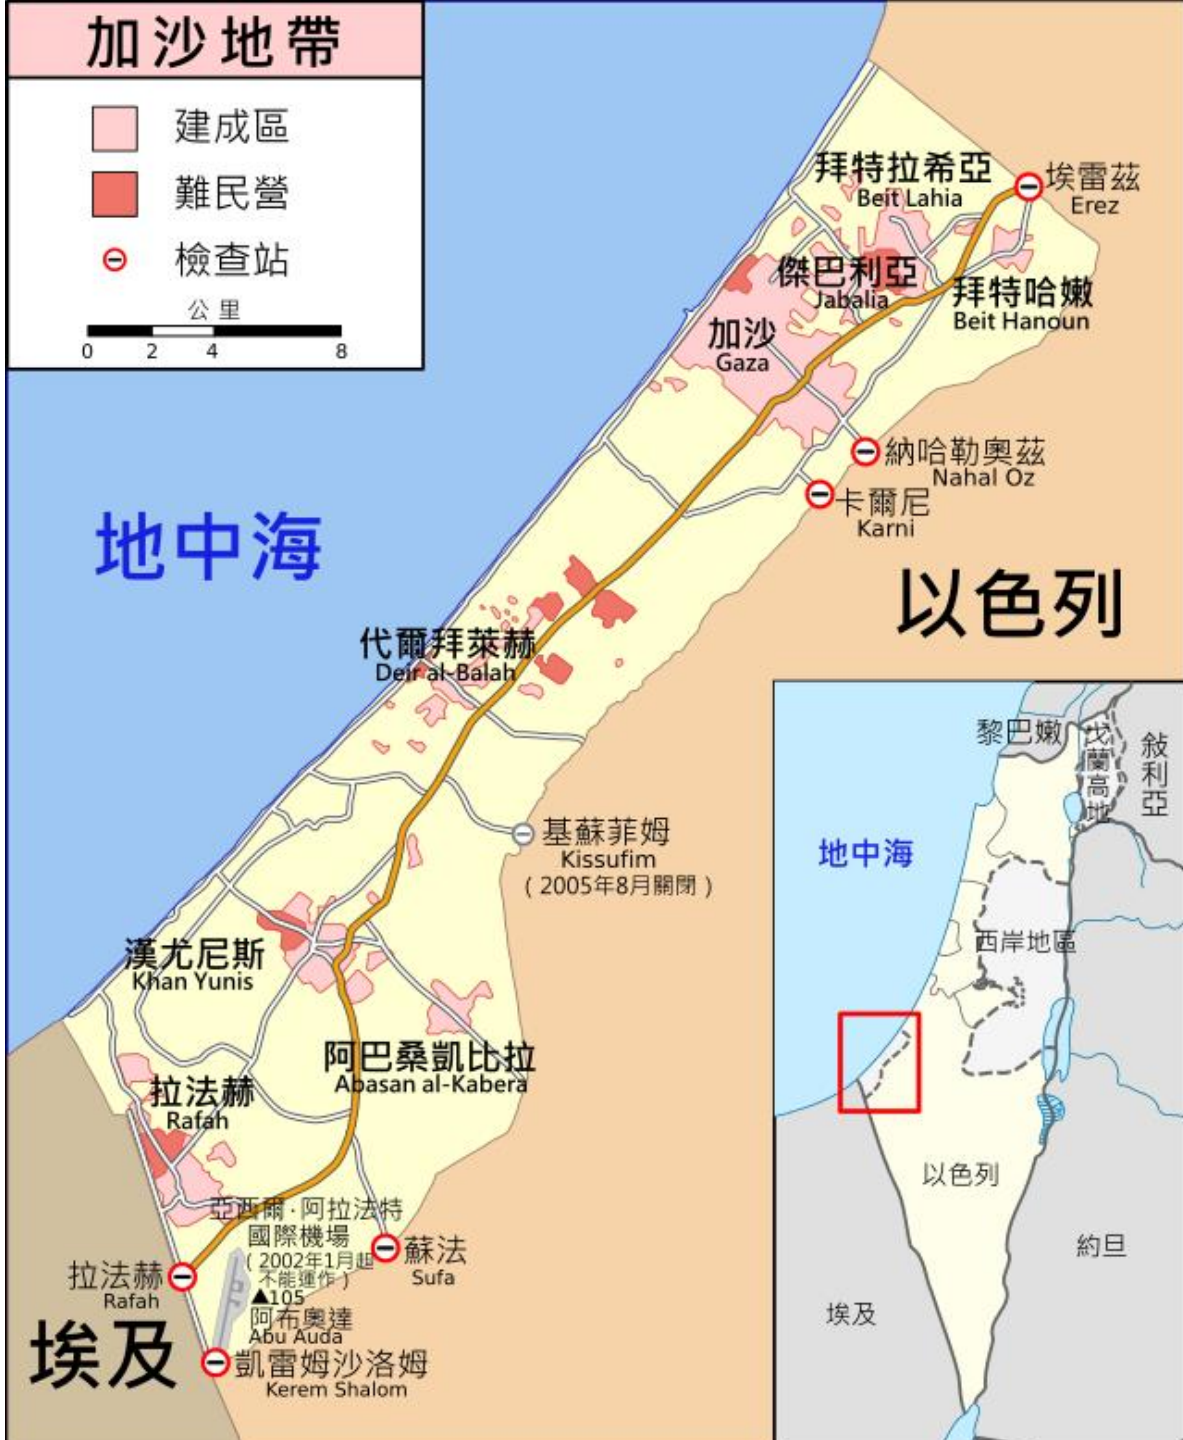 加沙地帶
建成區
難民營
檢查站
公里
0 2 4 8
拜特拉希亞
Beit Lahia
埃雷茲
Erez
傑巴利亞
Jabalia
拜特哈嫩
Beit Hanoun
加沙
Gaza
納哈勒奧茲
Nahal Oz
卡爾尼
Karni
地中海
以色列
代爾拜萊赫
Deir al-Balah
基蘇菲姆
Kissufim
(2005年8月關閉)
漢尤尼斯
Khan Yunis
阿巴桑凱比拉
Abasan al-Kabera
拉法赫
Rafah
亞西爾·阿拉法特
國際機場
(2002年1月起
不能運作)
▲105
阿布奧達
Abu Auda
蘇法
Sufa
拉法赫
Rafah
埃及
凱雷姆沙洛姆
Kerem Shalom
黎巴嫩
戈蘭高地
敍利亞
地中海
西岸地區
以色列
約旦
埃及